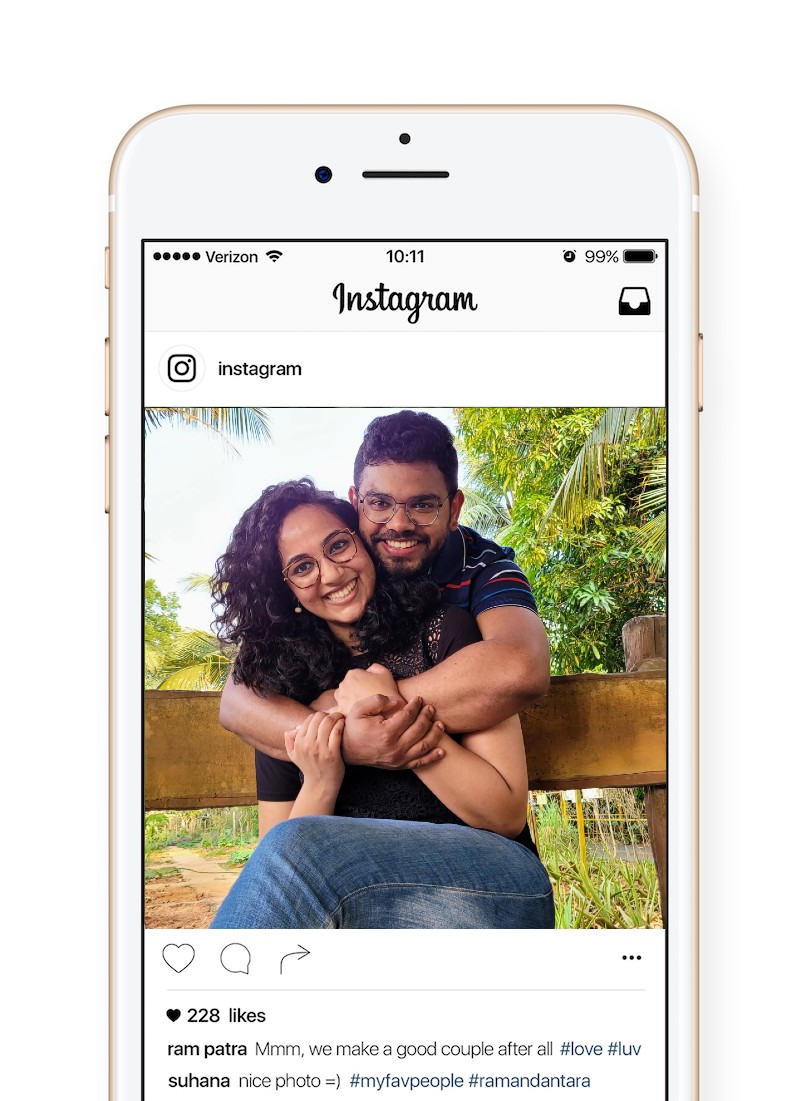 Verizon 10:11 99%
Instagram
instagram
228 likes
ram patra Mmm, we make a good couple after all #love #luv
suhana nice photo =) #myfavpeople #ramandantara